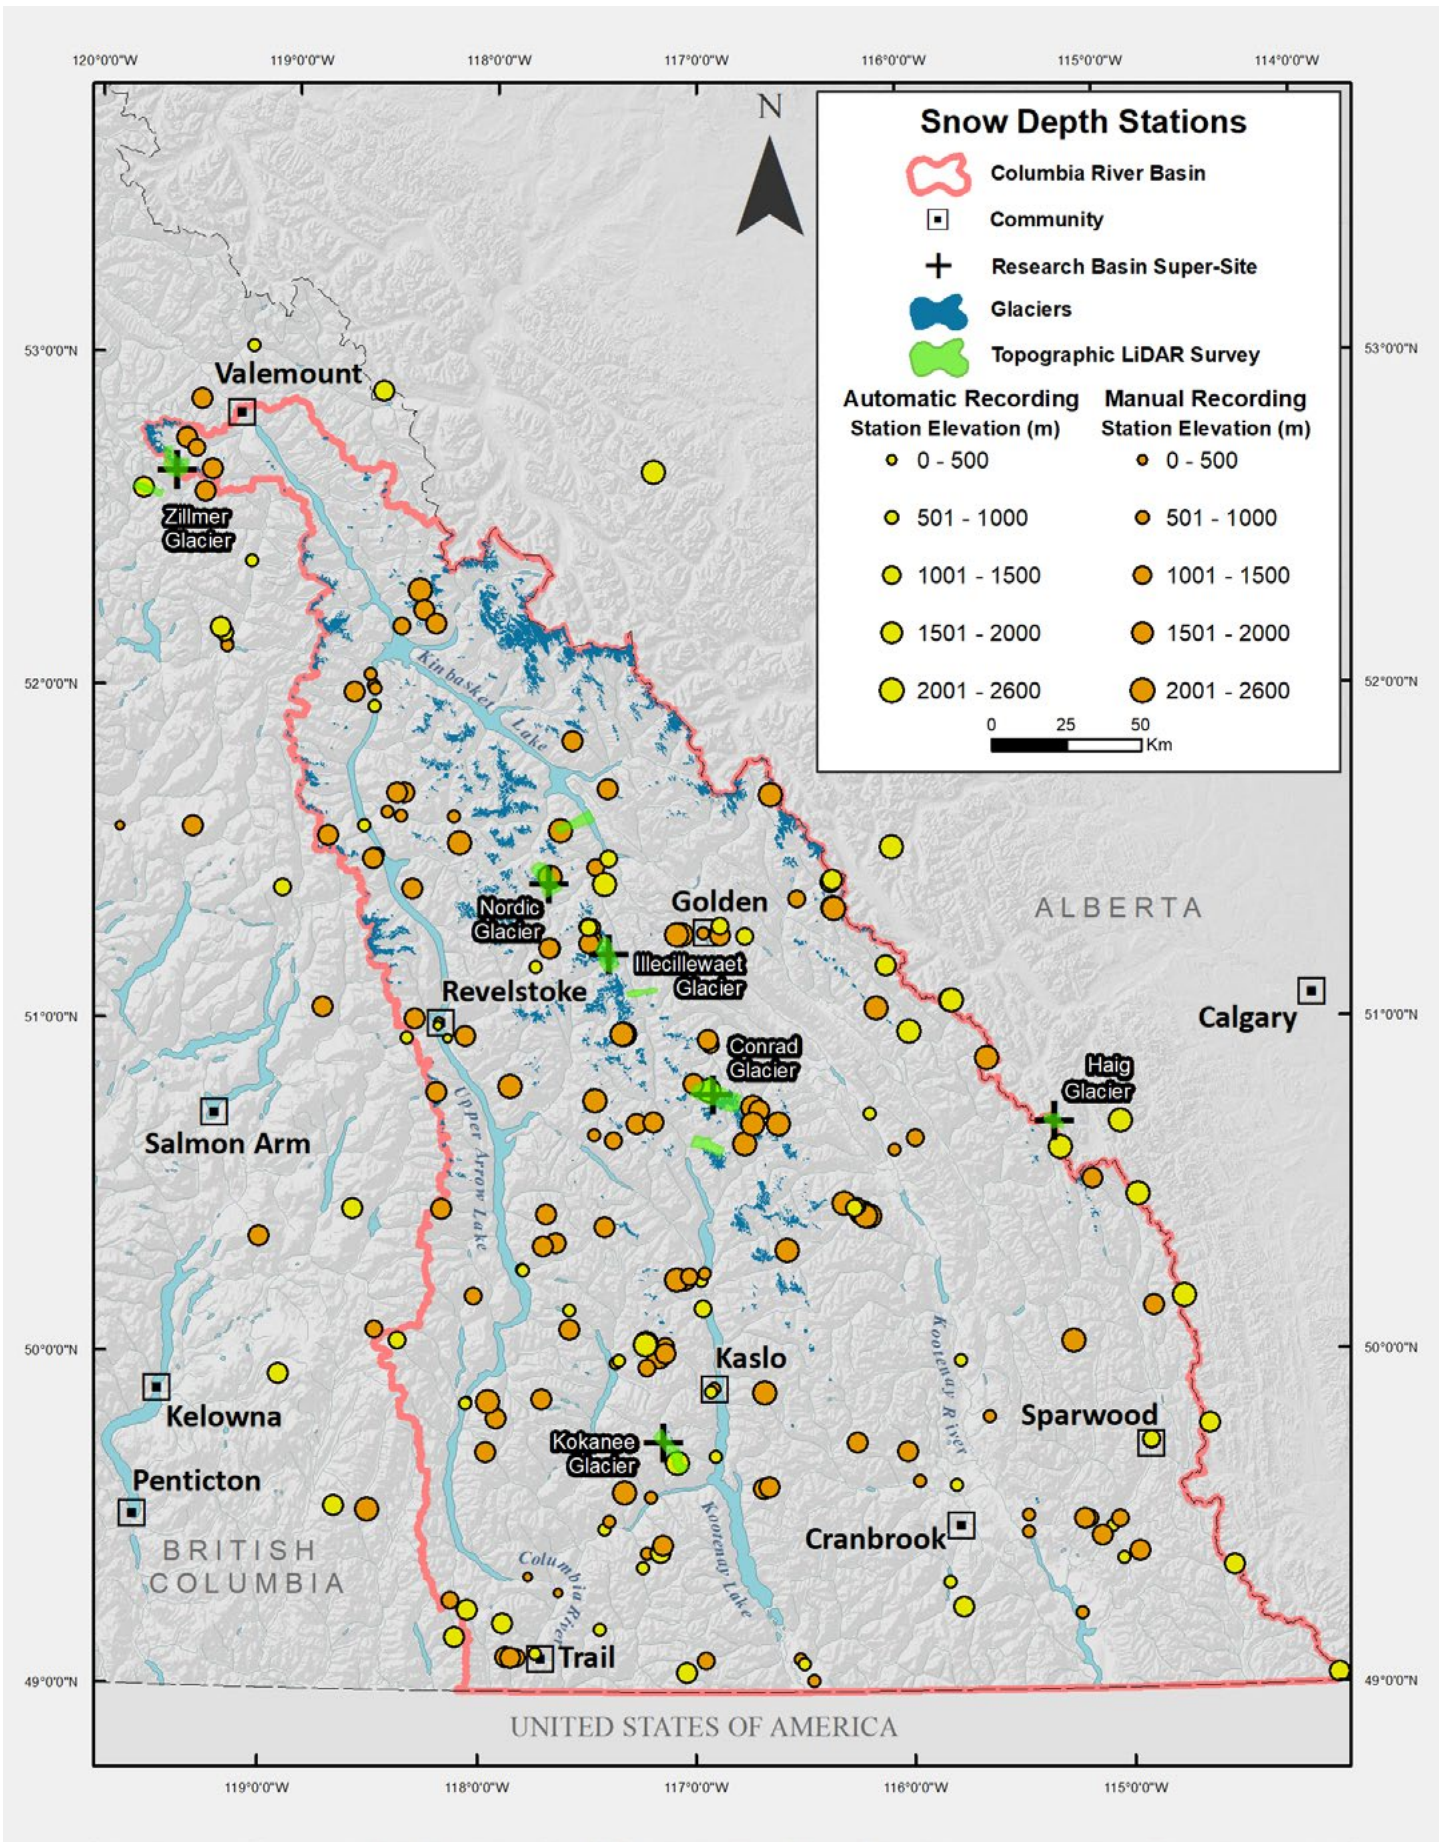 120°0'0"W 119°0'0"W 118°0'0"W 117°0'0"W 116°0'0"W 115°0'0"W 114°0'0"W
N
Snow Depth Stations
Columbia River Basin
Community
Research Basin Super-Site
Glaciers
Topographic LiDAR Survey
Automatic Recording
Station Elevation (m)
0 - 500
501 - 1000
1001 - 1500
1501 - 2000
2001 - 2600
Manual Recording
Station Elevation (m)
0 - 500
501 - 1000
1001 - 1500
1501 - 2000
2001 - 2600
0 25 50
Km
53°0'0"N
53°0'0"N
Valemount
Zillmer
Glacier
Kinbasket
Lake
52°0'0"N
52°0'0"N
Nordic
Glacier
Golden
ALBERTA
Illecillewaet
Glacier
Revelstoke
51°0'0"N
51°0'0"N
Calgary
Conrad
Glacier
Haig
Glacier
Upper Arrow Lake
Salmon Arm
50°0'0"N
50°0'0"N
Kootenay River
Kaslo
Kelowna
Sparwood
Kokanee
Glacier
Penticton
Kootenay Lake
Cranbrook
BRITISH
COLUMBIA
Columbia River
Trail
49°0'0"N
49°0'0"N
UNITED STATES OF AMERICA
119°0'0"W 118°0'0"W 117°0'0"W 116°0'0"W 115°0'0"W